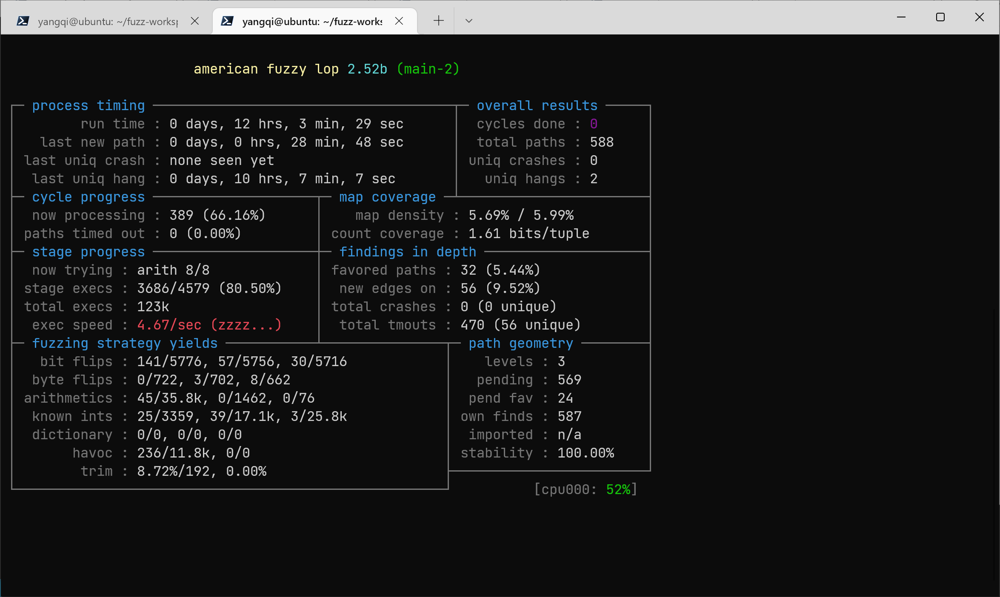 yangqi@ubuntu: ~/fuzz-worksp
yangqi@ubuntu: ~/fuzz-works
american fuzzy lop 2.52b (main-2)
process timing
run time : 0 days, 12 hrs, 3 min, 29 sec
last new path : 0 days, 0 hrs, 28 min, 48 sec
last uniq crash : none seen yet
last uniq hang : 0 days, 10 hrs, 7 min, 7 sec
overall results
cycles done : 0
total paths : 588
uniq crashes : 0
uniq hangs : 2
cycle progress
now processing : 389 (66.16%)
paths timed out : 0 (0.00%)
map coverage
map density : 5.69% / 5.99%
count coverage : 1.61 bits/tuple
stage progress
now trying : arith 8/8
stage execs : 3686/4579 (80.50%)
total execs : 123k
exec speed : 4.67/sec (zzzz...)
findings in depth
favored paths : 32 (5.44%)
new edges on : 56 (9.52%)
total crashes : 0 (0 unique)
total tmouts : 470 (56 unique)
fuzzing strategy yields
bit flips : 141/5776, 57/5756, 30/5716
byte flips : 0/722, 3/702, 8/662
arithmetics : 45/35.8k, 0/1462, 0/76
known ints : 25/3359, 39/17.1k, 3/25.8k
dictionary : 0/0, 0/0, 0/0
havoc : 236/11.8k, 0/0
trim : 8.72%/192, 0.00%
path geometry
levels : 3
pending : 569
pend fav : 24
own finds : 587
imported : n/a
stability : 100.00%
[cpu000: 52%]